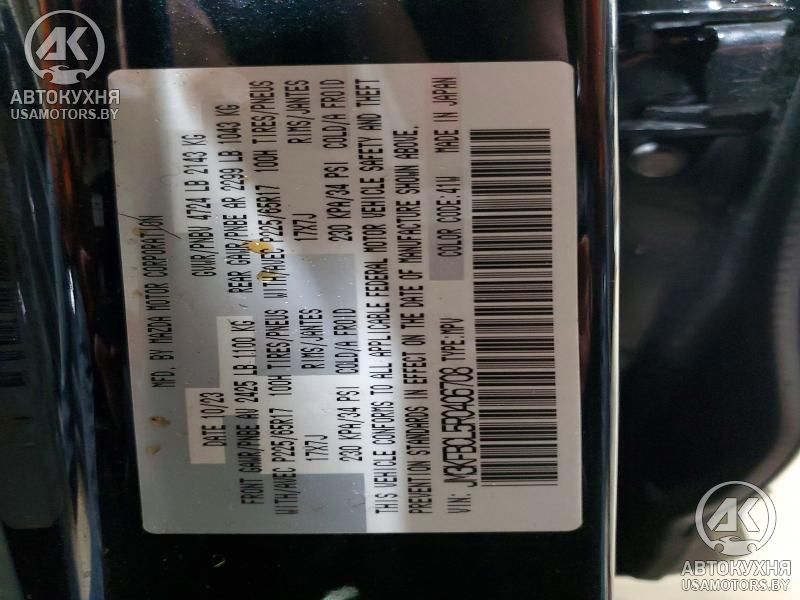 MFD. BY MAZDA MOTOR CORPORATION
DATE 10/23 GVWR/PNBV 4724 LB 2143 KG
FRONT GAWR/PNBE AV 2425 LB 1100 KG REAR GAWR/PNBE AR 2299 LB 1043 KG
WITH/AVEC P225/65R17 100H TIRES/PNEUS WITH/AVEC P225/65R17 100H TIRES/PNEUS
17X7J RIMS/JANTES 17X7J RIMS/JANTES
230 KPA/34 PSI COLD/A FROID 230 KPA/34 PSI COLD/A FROID
THIS VEHICLE CONFORMS TO ALL APPLICABLE FEDERAL MOTOR VEHICLE SAFETY AND THEFT
PREVENTION STANDARDS IN EFFECT ON THE DATE OF MANUFACTURE SHOWN ABOVE.
VIN: JM3KFBCL5R0406708 TYPE:MPV COLOR CODE:41W MADE IN JAPAN
AK
АВТОКУХНЯ
USAMOTORS.BY
AK
АВТОКУХНЯ
USAMOTORS.BY